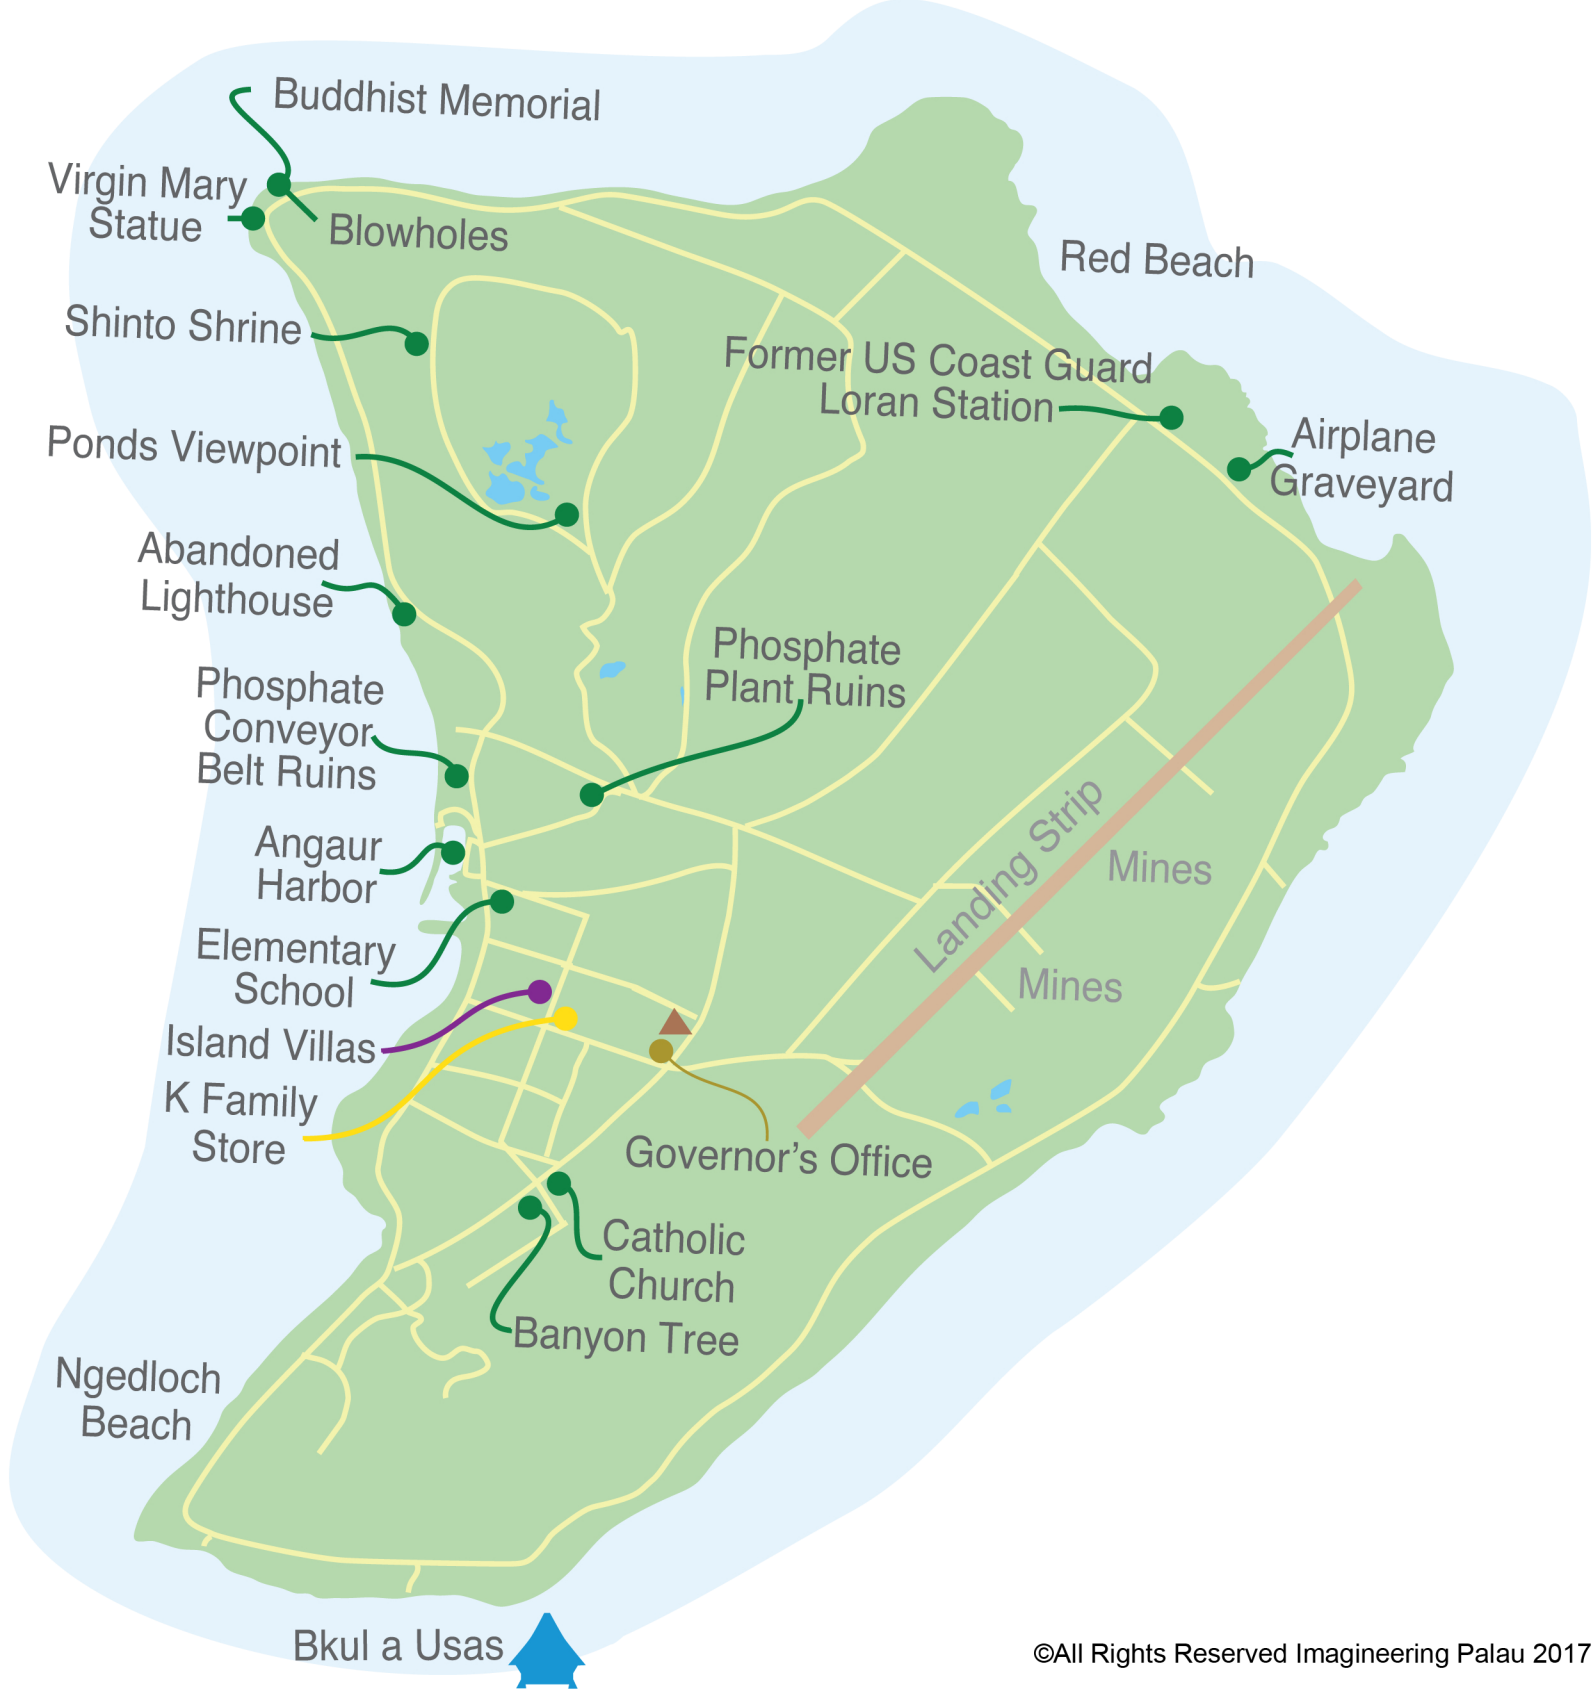 Buddhist Memorial
Virgin Mary
Statue
Blowholes
Red Beach
Shinto Shrine
Former US Coast Guard
Loran Station
Airplane
Graveyard
Ponds Viewpoint
Abandoned
Lighthouse
Phosphate
Plant Ruins
Phosphate
Conveyor
Belt Ruins
Landing Strip
Mines
Angaur
Harbor
Elementary
School
Mines
Island Villas
K Family
Store
Governor's Office
Catholic
Church
Banyon Tree
Ngedloch
Beach
Bkul a Usas
©All Rights Reserved Imagineering Palau 2017